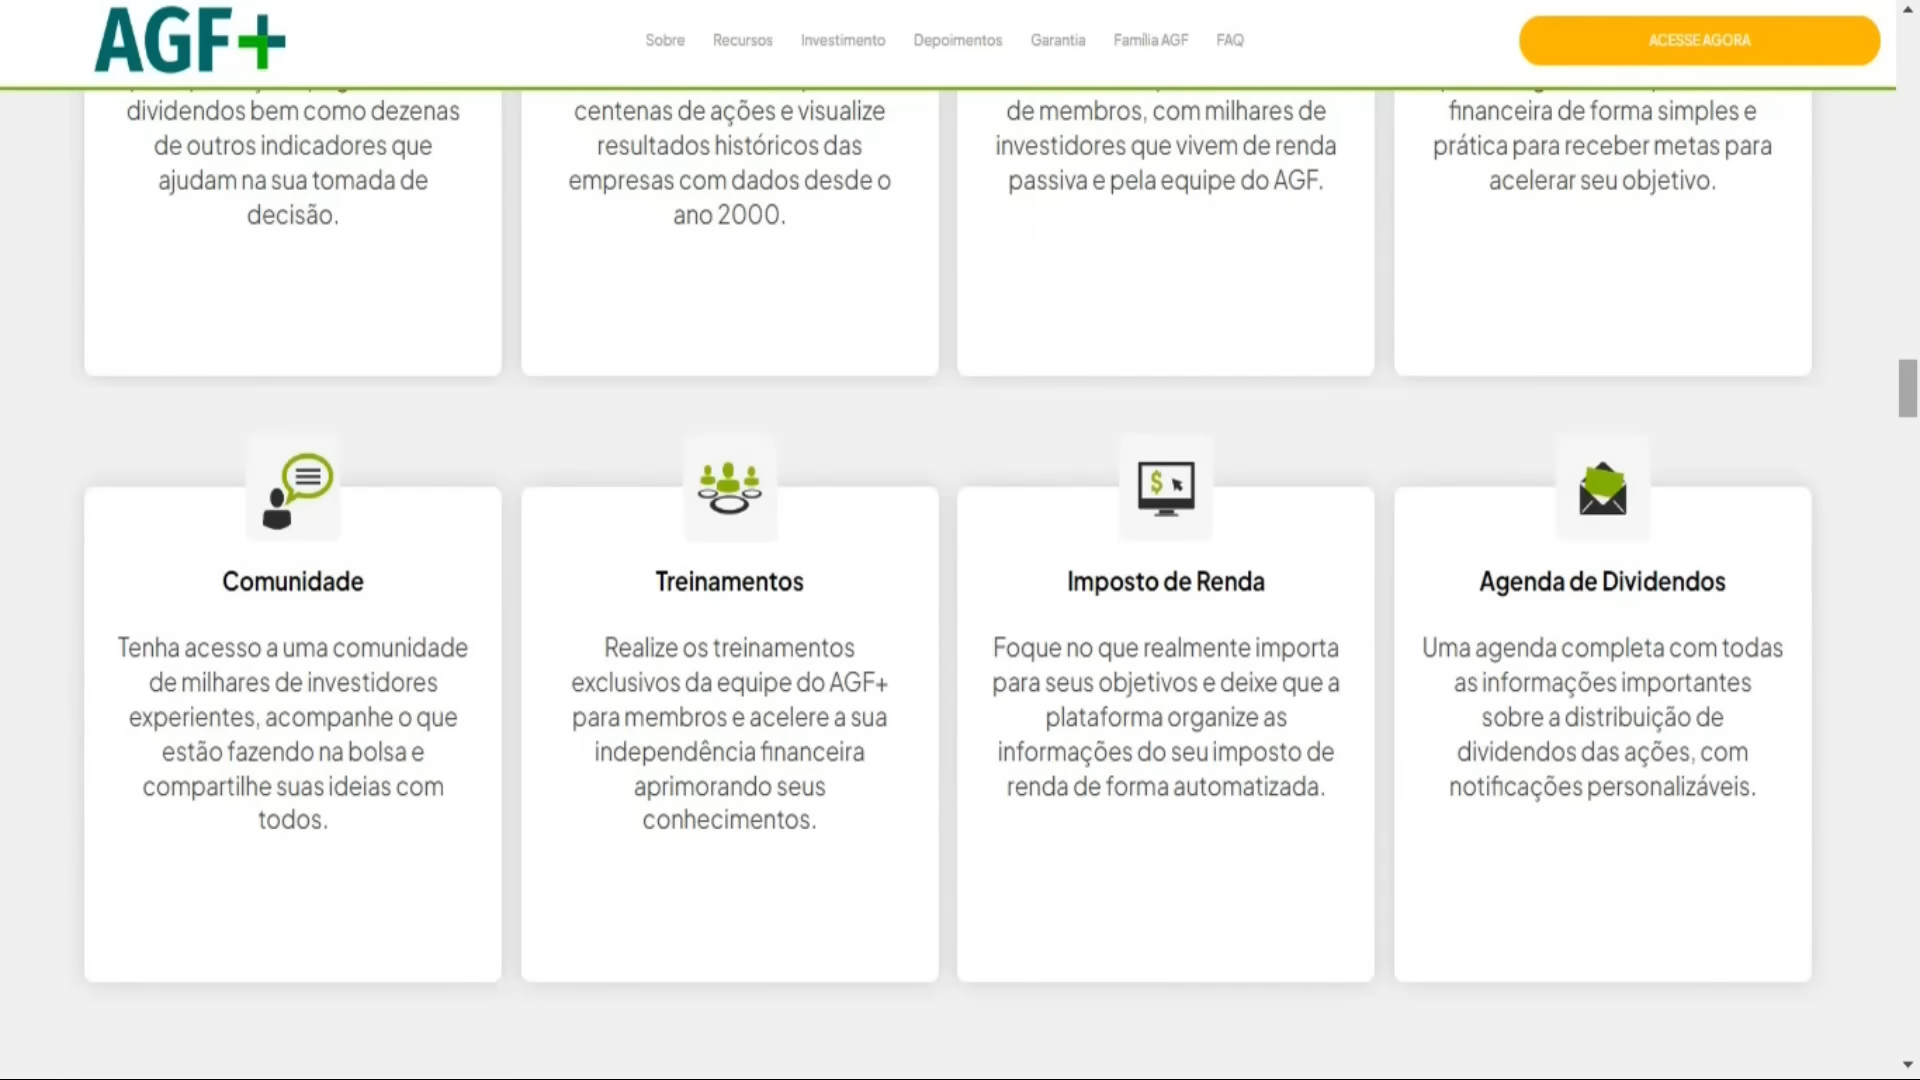 AGF+
Sobre Recursos Investimento Depoimentos Garantia Família AGF FAQ
ACESSE AGORA
dividendos bem como dezenas
de outros indicadores que
ajudam na sua tomada de
decisão.
centenas de ações e visualize
resultados históricos das
empresas com dados desde o
ano 2000.
de membros, com milhares de
investidores que vivem de renda
passiva e pela equipe do AGF.
financeira de forma simples e
prática para receber metas para
acelerar seu objetivo.
Comunidade
Tenha acesso a uma comunidade
de milhares de investidores
experientes, acompanhe o que
estão fazendo na bolsa e
compartilhe suas ideias com
todos.
Treinamentos
Realize os treinamentos
exclusivos da equipe do AGF+
para membros e acelere a sua
independência financeira
aprimorando seus
conhecimentos.
$
Imposto de Renda
Foque no que realmente importa
para seus objetivos e deixe que a
plataforma organize as
informações do seu imposto de
renda de forma automatizada.
Agenda de Dividendos
Uma agenda completa com todas
as informações importantes
sobre a distribuição de
dividendos das ações, com
notificações personalizáveis.